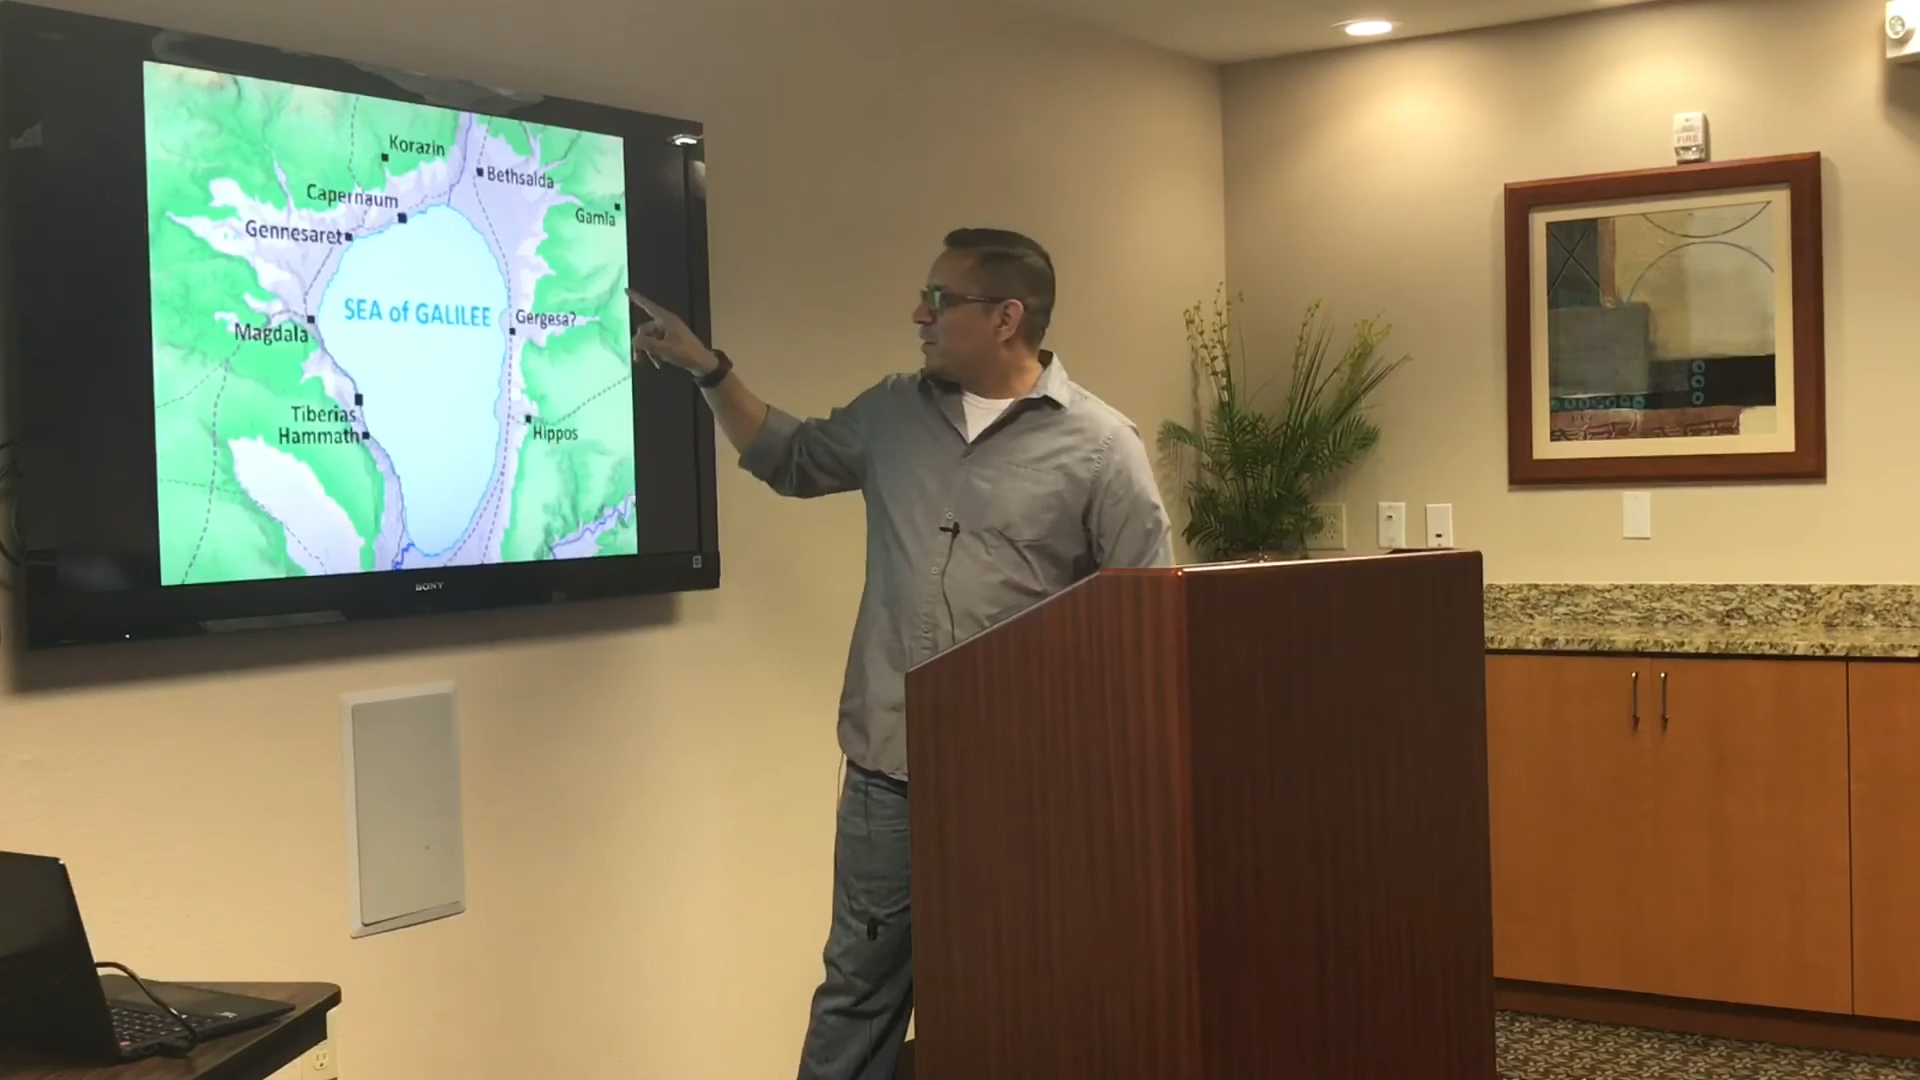 Korazin
Bethsaida
Capernaum
Gamla
Gennesaret
SEA of GALILEE
Gergesa?
Magdala
Tiberias
Hammath
Hippos
SONY
FIRE